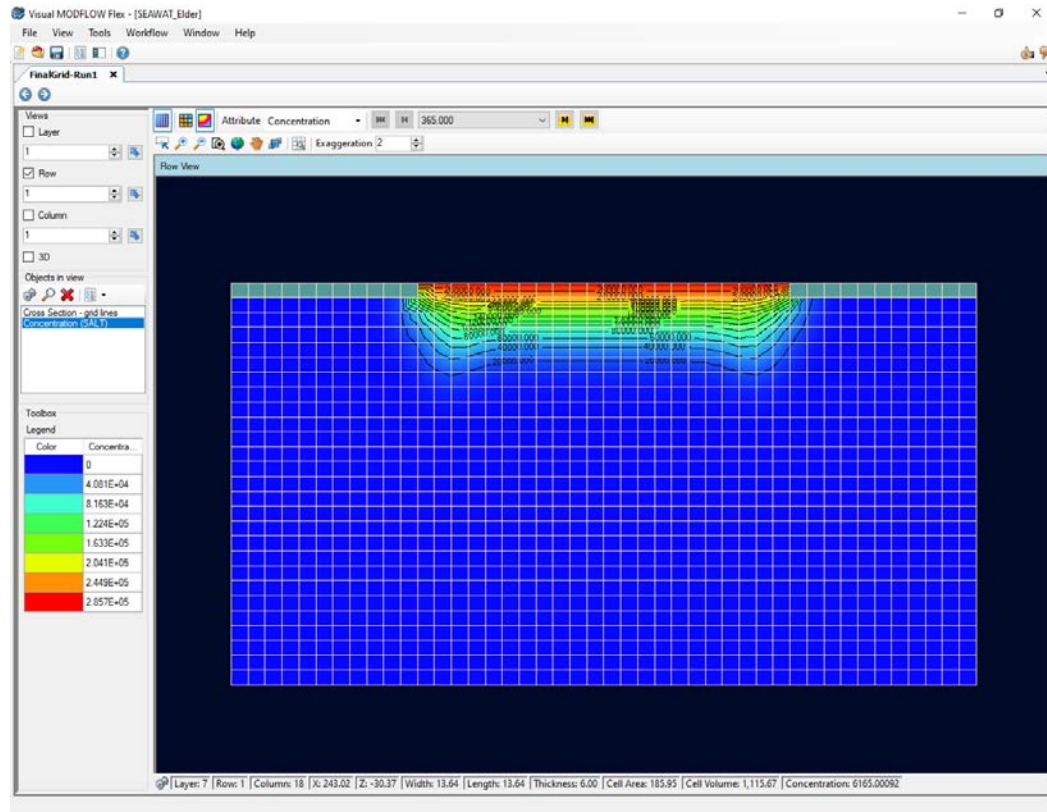 Visual MODFLOW Flex - [SEAWAT_Elder]
File View Tools Workflow Window Help
FinalGrid-Run1
Views
Layer
1
Row
1
Column
1
3D
Objects in view
Cross Section - grid lines
Concentration (SALT)
Toolbox
Legend
Color Concentra...
0
4.081E+04
8.163E+04
1.224E+05
1.633E+05
2.041E+05
2.449E+05
2.857E+05
Attribute Concentration 365.000
Exaggeration 2
Row View
Layer: 7 Row: 1 Column: 18 X: 243.02 Z: -30.37 Width: 13.64 Length: 13.64 Thickness: 6.00 Cell Area: 185.95 Cell Volume: 1,115.67 Concentration: 6165.00092